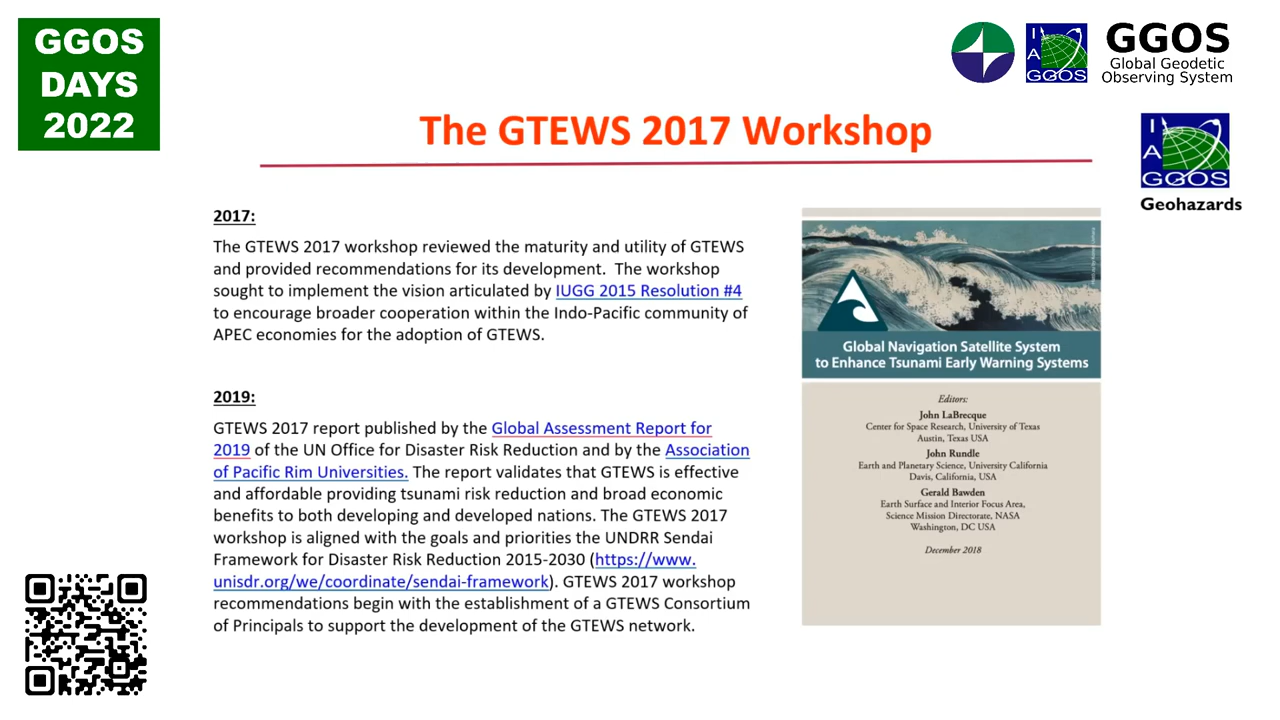 GGOS
DAYS
2022
GGOS
Global Geodetic
Observing System
I
A
GGOS
The GTEWS 2017 Workshop
I
A
GGOS
Geohazards
2017:
The GTEWS 2017 workshop reviewed the maturity and utility of GTEWS
and provided recommendations for its development. The workshop
sought to implement the vision articulated by IUGG 2015 Resolution #4
to encourage broader cooperation within the Indo-Pacific community of
APEC economies for the adoption of GTEWS.
2019:
GTEWS 2017 report published by the Global Assessment Report for
2019 of the UN Office for Disaster Risk Reduction and by the Association
of Pacific Rim Universities. The report validates that GTEWS is effective
and affordable providing tsunami risk reduction and broad economic
benefits to both developing and developed nations. The GTEWS 2017
workshop is aligned with the goals and priorities the UNDRR Sendai
Framework for Disaster Risk Reduction 2015-2030 (https://www.
unisdr.org/we/coordinate/sendai-framework). GTEWS 2017 workshop
recommendations begin with the establishment of a GTEWS Consortium
of Principals to support the development of the GTEWS network.
Global Navigation Satellite System
to Enhance Tsunami Early Warning Systems
Editors:
John LaBrecque
Center for Space Research, University of Texas
Austin, Texas USA
John Rundle
Earth and Planetary Science, University California
Davis, California, USA
Gerald Bawden
Earth Surface and Interior Focus Area,
Science Mission Directorate, NASA
Washington, DC USA
December 2018